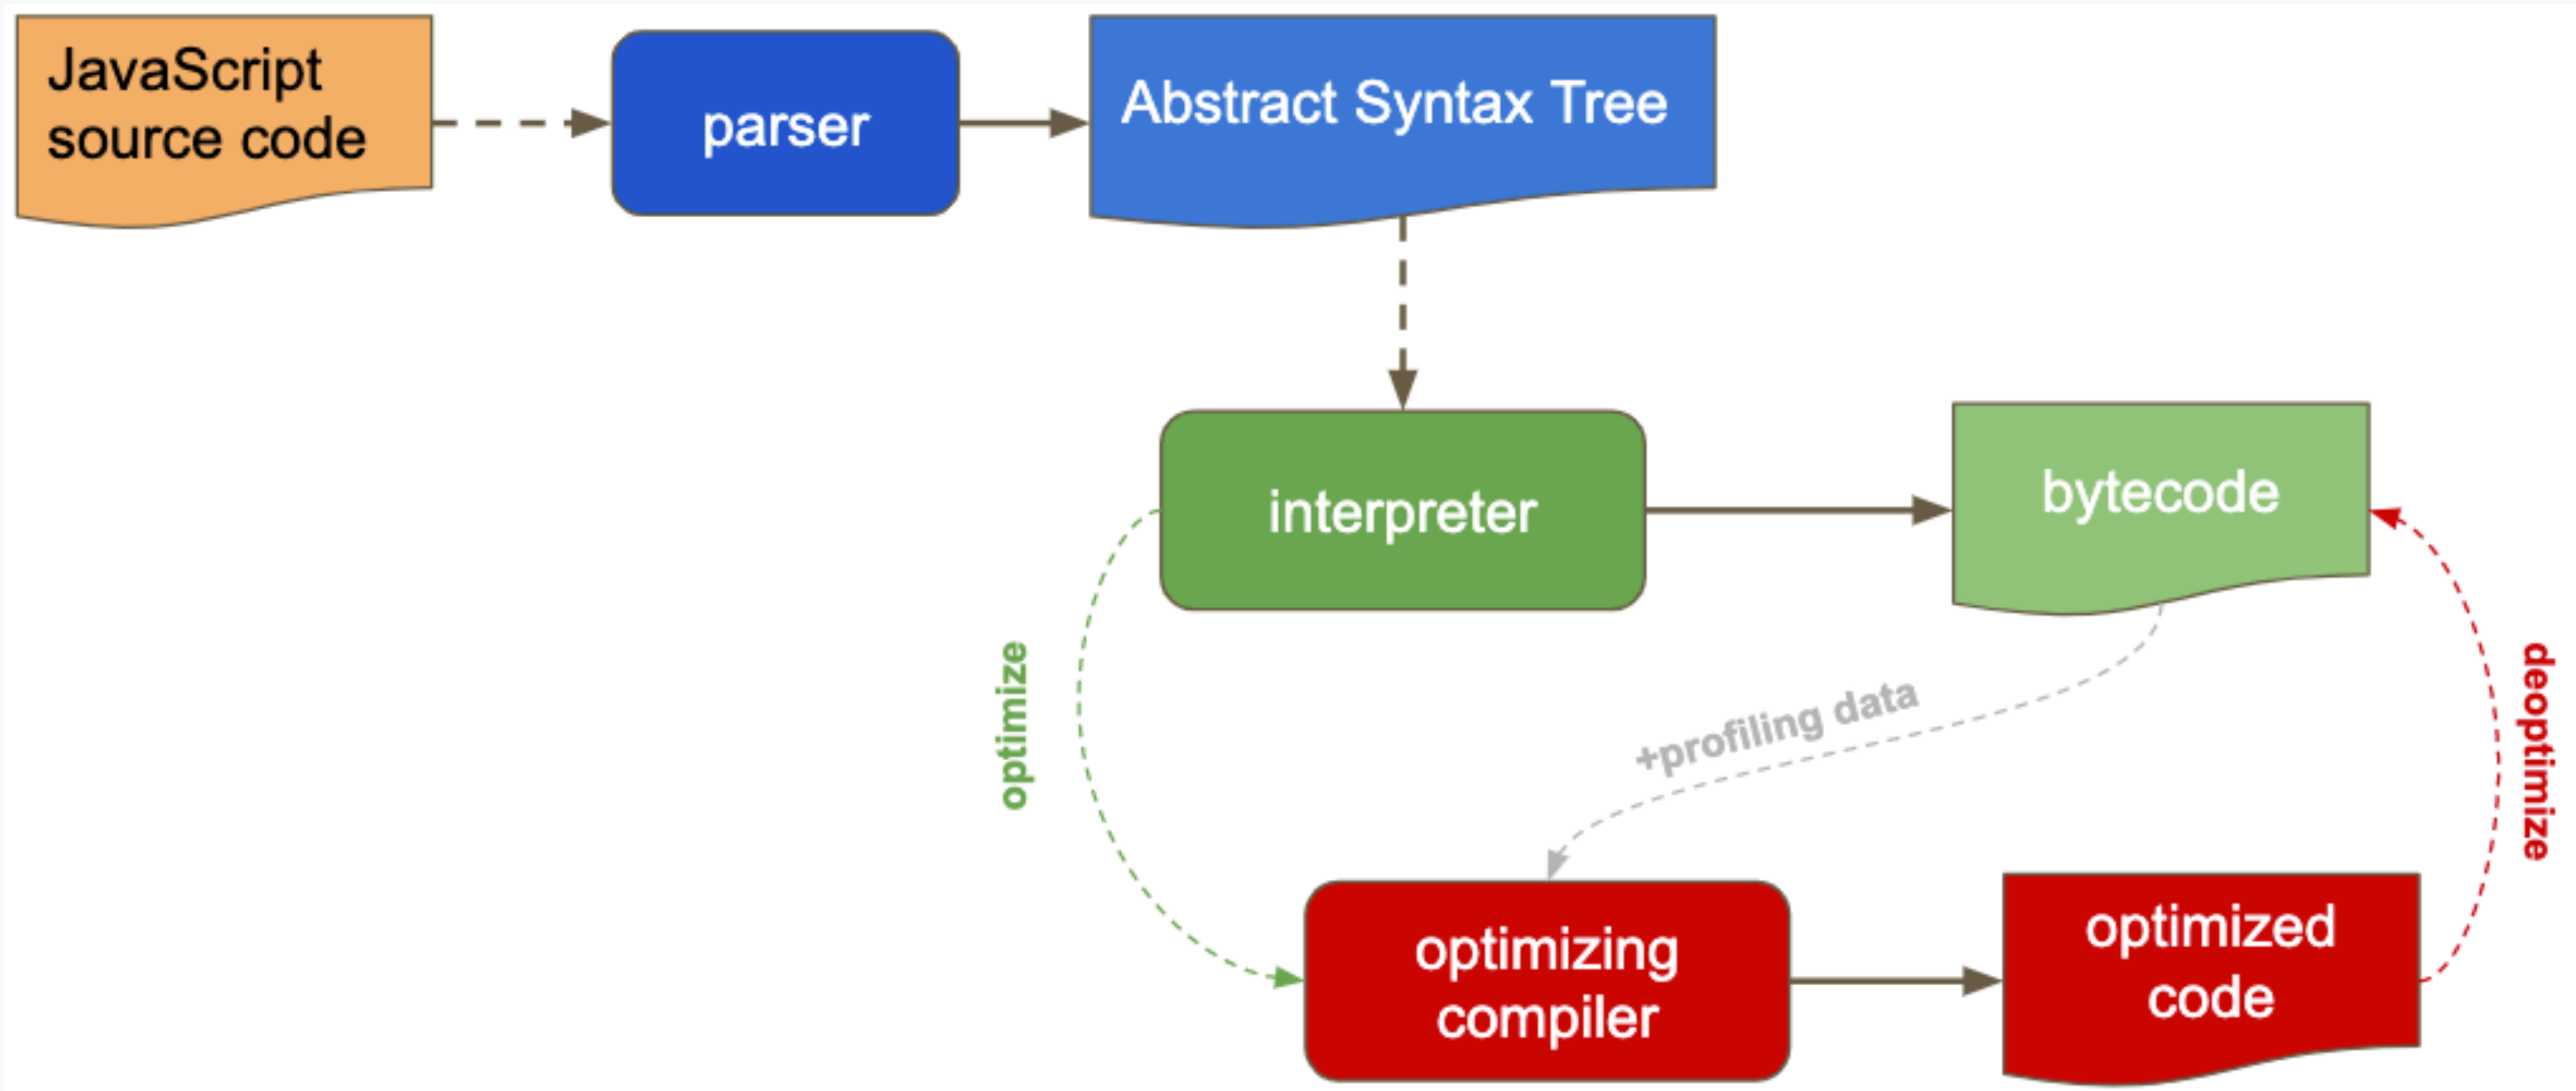 JavaScript
source code
parser
Abstract Syntax Tree
interpreter
bytecode
optimize
+profiling data
deoptimize
optimizing
compiler
optimized
code